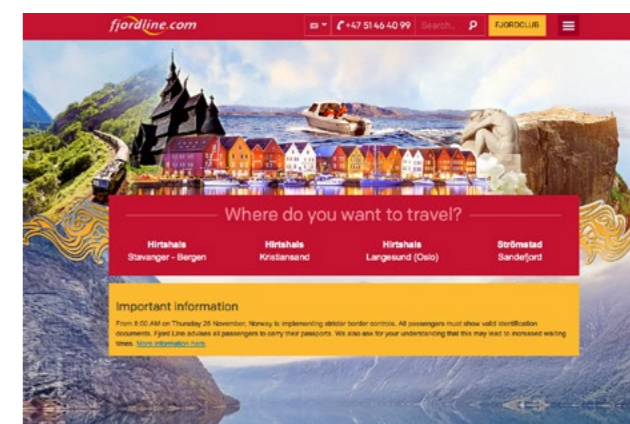 fjordline.com
+47 51 46 40 99 Search... FJORDCLUB
Where do you want to travel?
Hirtshals Hirtshals Hirtshals Strömstad
Stavanger - Bergen Kristiansand Langesund (Oslo) Sandefjord
Important information
From 8:00 AM on Thursday 26 November, Norway is implementing stricter border controls. All passengers must show valid identification
documents. Fjord Line advises all passengers to carry their passports. We also ask for your understanding that this may lead to increased waiting
times. More information here.